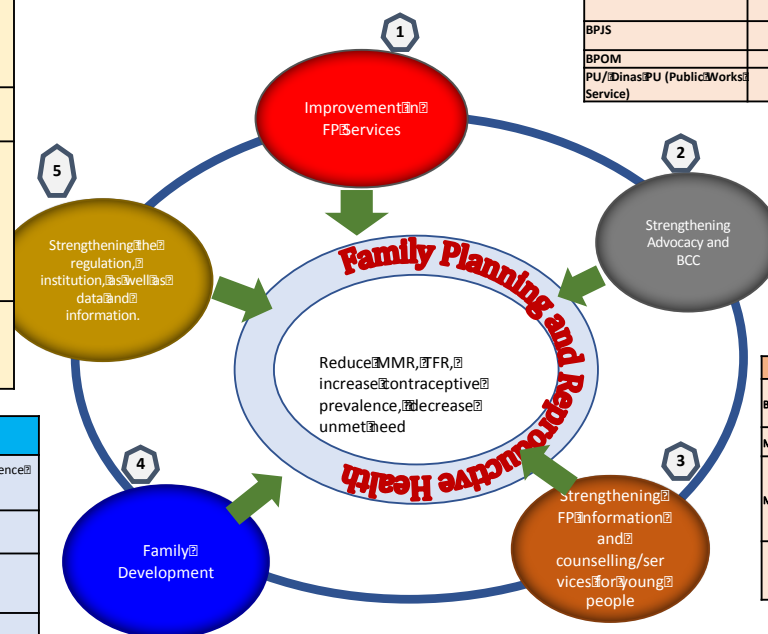 BPJS
BPOM
PU/ Dinas PU (Public Works
Service)
1
Improvement in
FP Services
2
Strengthening
Advocacy and
BCC
5
Strengthening the
regulation,
institution, as well as
data and
information.
Family Planning and Reproductive Health
Reduce MMR, TFR,
increase contraceptive
prevalence, decrease
unmet need
4
Family
Development
3
Strengthening
FP information
and
counselling/ser
vices for young
people